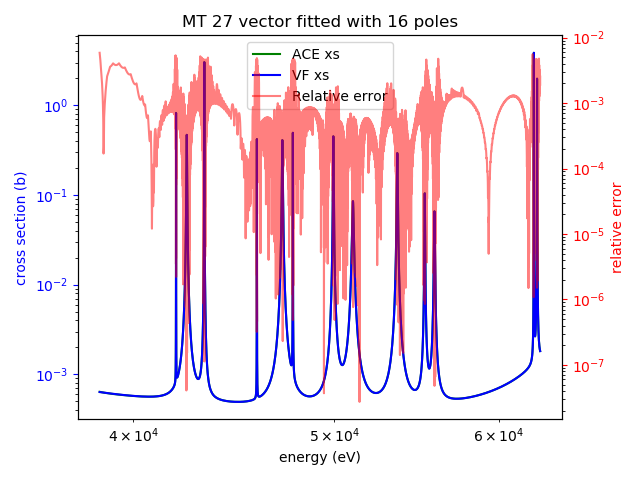 MT 27 vector fitted with 16 poles
ACE xs
VF xs
Relative error
cross section (b)
10⁰
10⁻¹
10⁻²
10⁻³
10⁻²
10⁻³
10⁻⁴
10⁻⁵
10⁻⁶
10⁻⁷
relative error
4 × 10⁴
5 × 10⁴
6 × 10⁴
energy (eV)